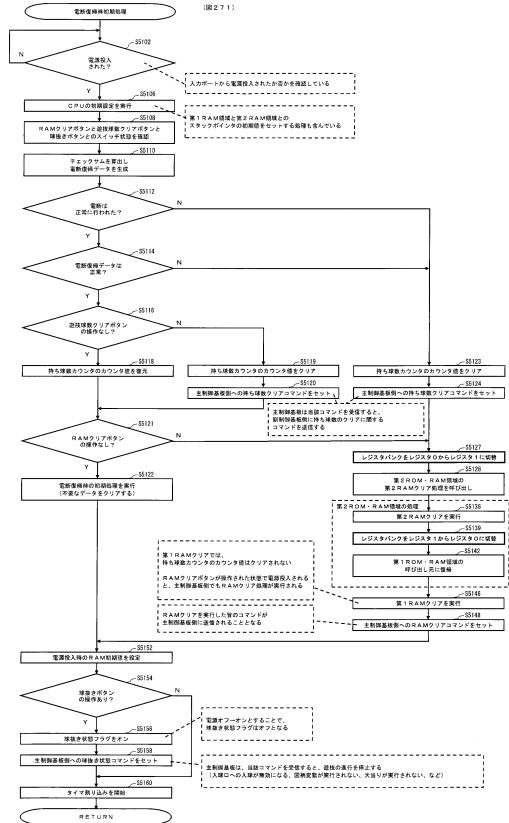 電断復帰時初期処理
（図２７１）
S5102
電源投入
された？
N
Y
入力ポートから電源投入されたか否かを確認している
S5106
ＣＰＵの初期設定を実行
第１ＲＡＭ領域と第２ＲＡＭ領域との
スタックポインタの初期値をセットする処理も含んでいる
S5108
ＲＡＭクリアボタンと遊技球数クリアボタンと
球抜きボタンとのスイッチ状態を確認
S5110
チェックサムを算出し
電断復帰データを生成
S5112
電断は
正常に行われた？
N
Y
S5114
電断復帰データは
正常？
N
Y
S5116
遊技球数クリアボタン
の操作なし？
N
Y
S5118
持ち球数カウンタのカウンタ値を復元
S5119
持ち球数カウンタのカウンタ値をクリア
S5123
持ち球数カウンタのカウンタ値をクリア
S5120
主制御基板側への持ち球数クリアコマンドをセット
S5124
主制御基板側への持ち球数クリアコマンドをセット
主制御基板は当該コマンドを受信すると、
副制御基板側に持ち球数のクリアに関する
コマンドを送信する
S5121
ＲＡＭクリアボタン
の操作なし？
N
Y
S5122
電断復帰時の初期処理を実行
（不要なデータをクリアする）
S5127
レジスタバンクをレジスタ０からレジスタ１に切替
S5128
第２ＲＯＭ・ＲＡＭ領域の
第２ＲＡＭクリア処理を呼び出し
第２ＲＯＭ・ＲＡＭ領域の処理
S5136
第２ＲＡＭクリアを実行
S5139
レジスタバンクをレジスタ１からレジスタ０に切替
S5142
第１ＲＯＭ・ＲＡＭ領域の
呼び出し元に復帰
第１ＲＡＭクリアでは、
持ち球数カウンタのカウンタ値はクリアされない
ＲＡＭクリアボタンが操作された状態で電源投入される
と、主制御基板側でもＲＡＭクリア処理が実行される
S5146
第１ＲＡＭクリアを実行
ＲＡＭクリアを実行した旨のコマンドが
主制御基板側に送信されることとなる
S5148
主制御基板側へのＲＡＭクリアコマンドをセット
S5152
電源投入時のＲＡＭ初期値を設定
S5154
球抜きボタン
の操作あり？
N
Y
S5156
球抜き状態フラグをオン
電源オフ－オンとすることで、
球抜き状態フラグはオフとなる
S5158
主制御基板側への球抜き状態コマンドをセット
主制御基板は、当該コマンドを受信すると、遊技の進行を停止する
（入球口への入球が無効になる、図柄変動が実行されない、大当りが実行されない、など）
S5160
タイマ割り込みを開始
ＲＥＴＵＲＮ